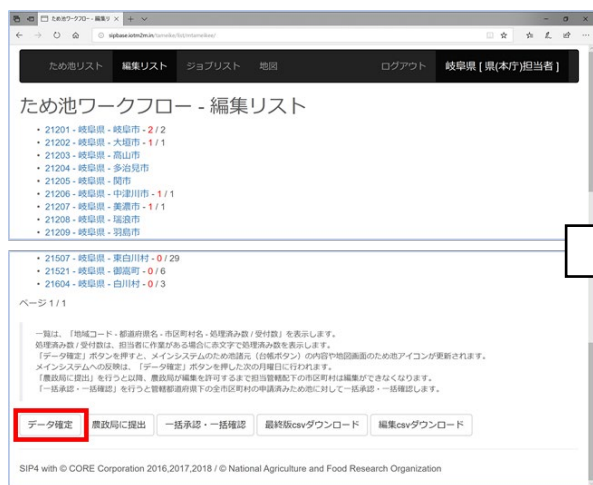 ため池ワークフロー - 編集リ
sipbase.iotm2m.in/
ため池リスト 編集リスト ジョブリスト 地図 ログアウト 岐阜県 [ 県(本庁)担当者 ]
ため池ワークフロー - 編集リスト
• 21201 - 岐阜県 - 岐阜市 - 2 / 2
• 21202 - 岐阜県 - 大垣市 - 1 / 1
• 21203 - 岐阜県 - 高山市
• 21204 - 岐阜県 - 多治見市
• 21205 - 岐阜県 - 関市
• 21206 - 岐阜県 - 中津川市 - 1 / 1
• 21207 - 岐阜県 - 美濃市 - 1 / 1
• 21208 - 岐阜県 - 瑞浪市
• 21209 - 岐阜県 - 羽島市
• 21507 - 岐阜県 - 東白川村 - 0 / 29
• 21521 - 岐阜県 - 御嵩町 - 0 / 6
• 21604 - 岐阜県 - 白川村 - 0 / 3
ページ 1 / 1
一覧は、「地域コード - 都道府県名 - 市区町村名 - 処理済み数 / 受付数」を表示します。
処理済み数 / 受付数は、担当者に作業がある場合に赤文字で処理済み数を表示します。
「データ確定」ボタンを押すと、メインシステムのため池諸元（台帳ボタン）の内容や地図画面のため池アイコンが更新されます。
メインシステムへの反映は、「データ確定」ボタンを押した次の月曜日に行われます。
「農政局に提出」を行うと以降、農政局が編集を許可するまで担当管轄配下の市区町村は編集ができなくなります。
「一括承認・一括確認」を行うと管轄都道府県下の全市区町村の申請済みため池に対して一括承認・一括確認します。
データ確定 農政局に提出 一括承認・一括確認 最終版csvダウンロード 編集csvダウンロード
SIP4 with © CORE Corporation 2016,2017,2018 / © National Agriculture and Food Research Organization